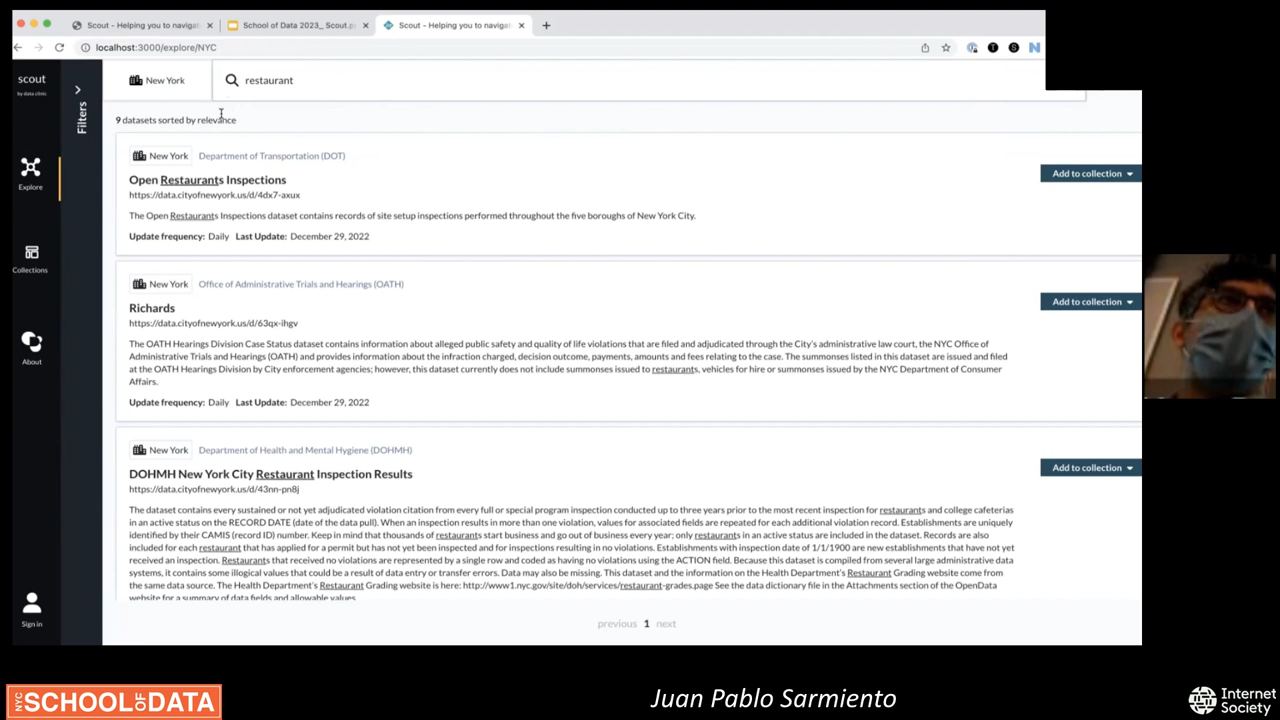 Scout - Helping you to navigat
School of Data 2023_ Scout.p
Scout - Helping you to navigat
localhost:3000/explore/NYC
scout
by data clinic
Filters
Explore
Collections
About
Sign in
New York
restaurant
9 datasets sorted by relevance
New York Department of Transportation (DOT)
Open Restaurants Inspections
Add to collection
https://data.cityofnewyork.us/d/4dx7-axux
The Open Restaurants Inspections dataset contains records of site setup inspections performed throughout the five boroughs of New York City.
Update frequency: Daily Last Update: December 29, 2022
New York Office of Administrative Trials and Hearings (OATH)
Richards
Add to collection
https://data.cityofnewyork.us/d/63qx-ihgv
The OATH Hearings Division Case Status dataset contains information about alleged public safety and quality of life violations that are filed and adjudicated through the City's administrative law court, the NYC Office of
Administrative Trials and Hearings (OATH) and provides information about the infraction charged, decision outcome, payments, amounts and fees relating to the case. The summonses listed in this dataset are issued and filed
at the OATH Hearings Division by City enforcement agencies; however, this dataset currently does not include summonses issued to restaurants, vehicles for hire or summonses issued by the NYC Department of Consumer
Affairs.
Update frequency: Daily Last Update: December 29, 2022
New York Department of Health and Mental Hygiene (DOHMH)
DOHMH New York City Restaurant Inspection Results
Add to collection
https://data.cityofnewyork.us/d/43nn-pn8j
The dataset contains every sustained or not yet adjudicated violation citation from every full or special program inspection conducted up to three years prior to the most recent inspection for restaurants and college cafeterias
in an active status on the RECORD DATE (date of the data pull). When an inspection results in more than one violation, values for associated fields are repeated for each additional violation record. Establishments are uniquely
identified by their CAMIS (record ID) number. Keep in mind that thousands of restaurants start business and go out of business every year; only restaurants in an active status are included in the dataset. Records are also
included for each restaurant that has applied for a permit but has not yet been inspected and for inspections resulting in no violations. Establishments with inspection date of 1/1/1900 are new establishments that have not yet
received an inspection. Restaurants that received no violations are represented by a single row and coded as having no violations using the ACTION field. Because this dataset is compiled from several large administrative data
systems, it contains some illogical values that could be a result of data entry or transfer errors. Data may also be missing. This dataset and the information on the Health Department's Restaurant Grading website come from
the same data source. The Health Department's Restaurant Grading website is here: http://www1.nyc.gov/site/doh/services/restaurant-grades.page See the data dictionary file in the Attachments section of the OpenData
website for a summary of data fields and allowable values.
previous 1 next
NYC SCHOOL OF DATA
Juan Pablo Sarmiento
Internet
Society